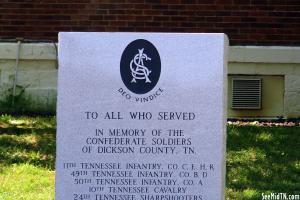 CSA
DEO VINDICE
TO ALL WHO SERVED
IN MEMORY OF THE
CONFEDERATE SOLDIERS
OF DICKSON COUNTY, TN.
11TH TENNESSEE INFANTRY, CO. C, E, H, K
49TH TENNESSEE INFANTRY, CO. B, D
50TH TENNESSEE INFANTRY, CO. A
10TH TENNESSEE CAVALRY
24TH TENNESSEE SHARPSHOOTERS
SeeMidTN.com